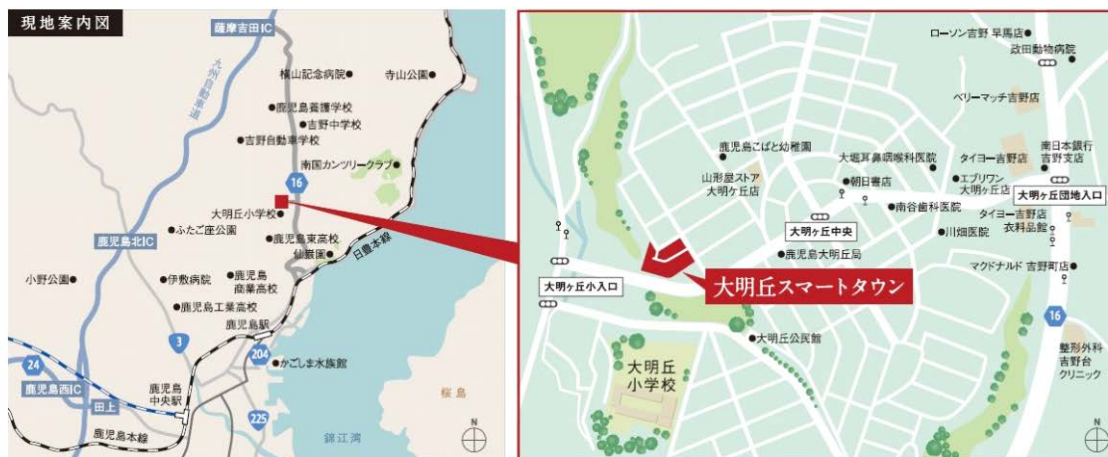 現地案内図
薩摩吉田IC
九州自動車道
横山記念病院
寺山公園
鹿児島養護学校
吉野中学校
吉野自動車学校
南国カンツリークラブ
16
大明丘小学校
鹿児島北IC
ふたご座公園
鹿児島東高校
仙巌園
日豊本線
小野公園
伊敷病院
鹿児島
商業高校
鹿児島工業高校
鹿児島駅
3
204
かごしま水族館
24
鹿児島西IC
田上
鹿児島
中央駅
鹿児島本線
225
錦江湾
桜島
N
ローソン吉野 早馬店
政田動物病院
ベリーマッチ吉野店
鹿児島こばと幼稚園
大堀耳鼻咽喉科医院
タイヨー吉野店
南日本銀行
吉野支店
山形屋ストア
大明ケ丘店
朝日書店
エブリワン
大明ヶ丘店
大明ヶ丘団地入口
南谷歯科医院
タイヨー吉野店
衣料品館
大明ヶ丘中央
川畑医院
鹿児島大明丘局
マクドナルド 吉野町店
大明ヶ丘小入口
大明丘スマートタウン
16
大明丘公民館
大明丘
小学校
整形外科
吉野台
クリニック
N